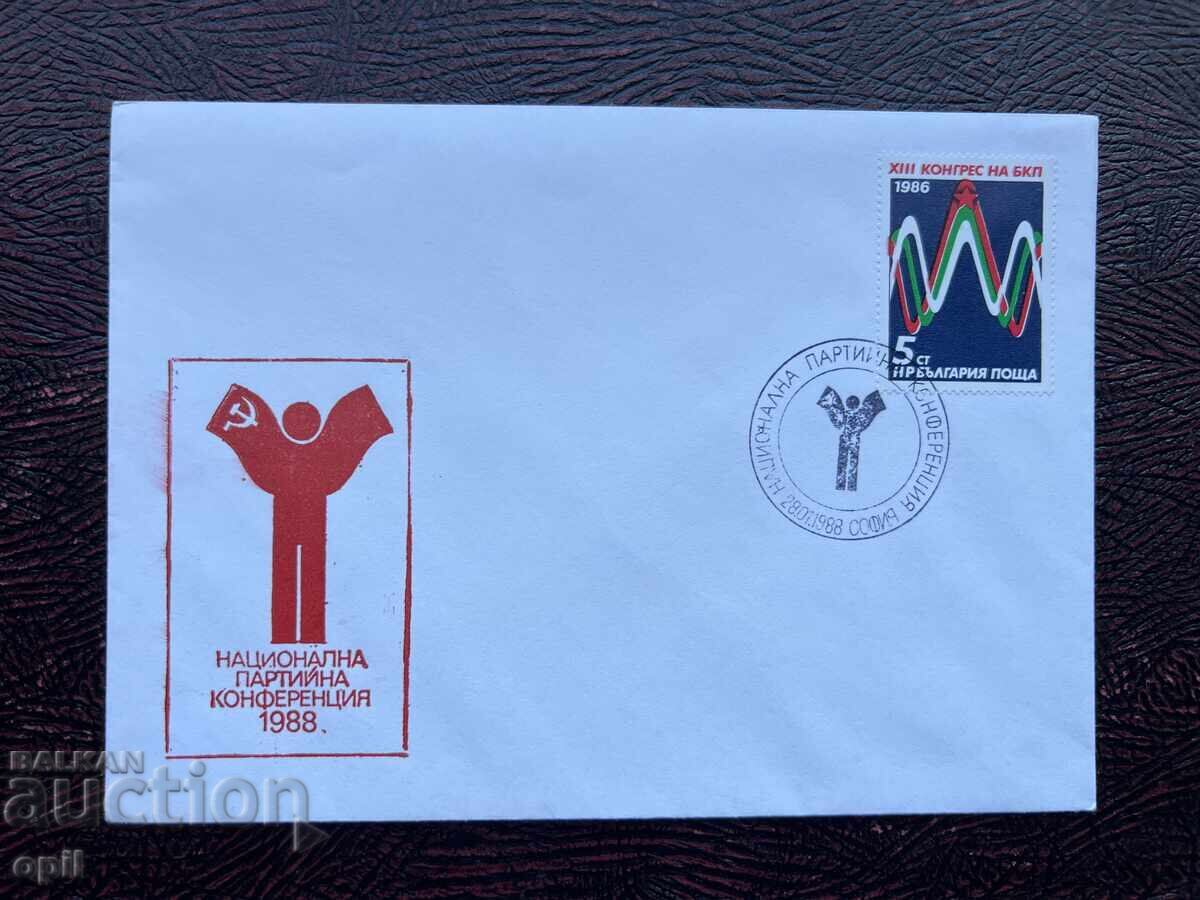 XIII КОНГРЕС НА БКП
1986
5 СТ
НР БЪЛГАРИЯ ПОЩА
НАЦИОНАЛНА ПАРТИЙНА КОНФЕРЕНЦИЯ
28.01.1988 СОФИЯ
НАЦИОНАЛНА
ПАРТИЙНА
КОНФЕРЕНЦИЯ
1988.
BALKAN
auction
opil